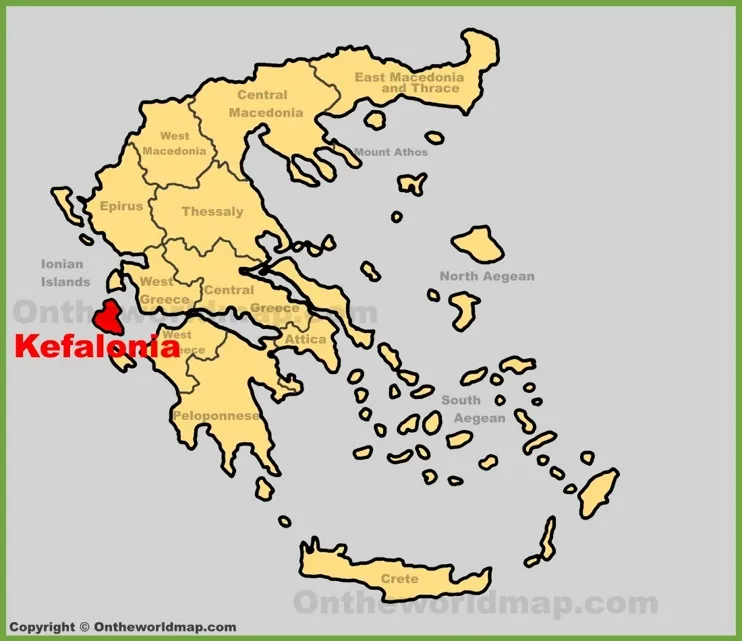 East Macedonia
and Thrace
Central
Macedonia
West
Macedonia
Mount Athos
Epirus
Thessaly
Ionian
Islands
North Aegean
West
Greece
Central
Greece
Ontheworldmap.com
Kefalonia
West
Greece
Attica
South
Aegean
Peloponnese
Crete
Ontheworldmap.com
Copyright © Ontheworldmap.com